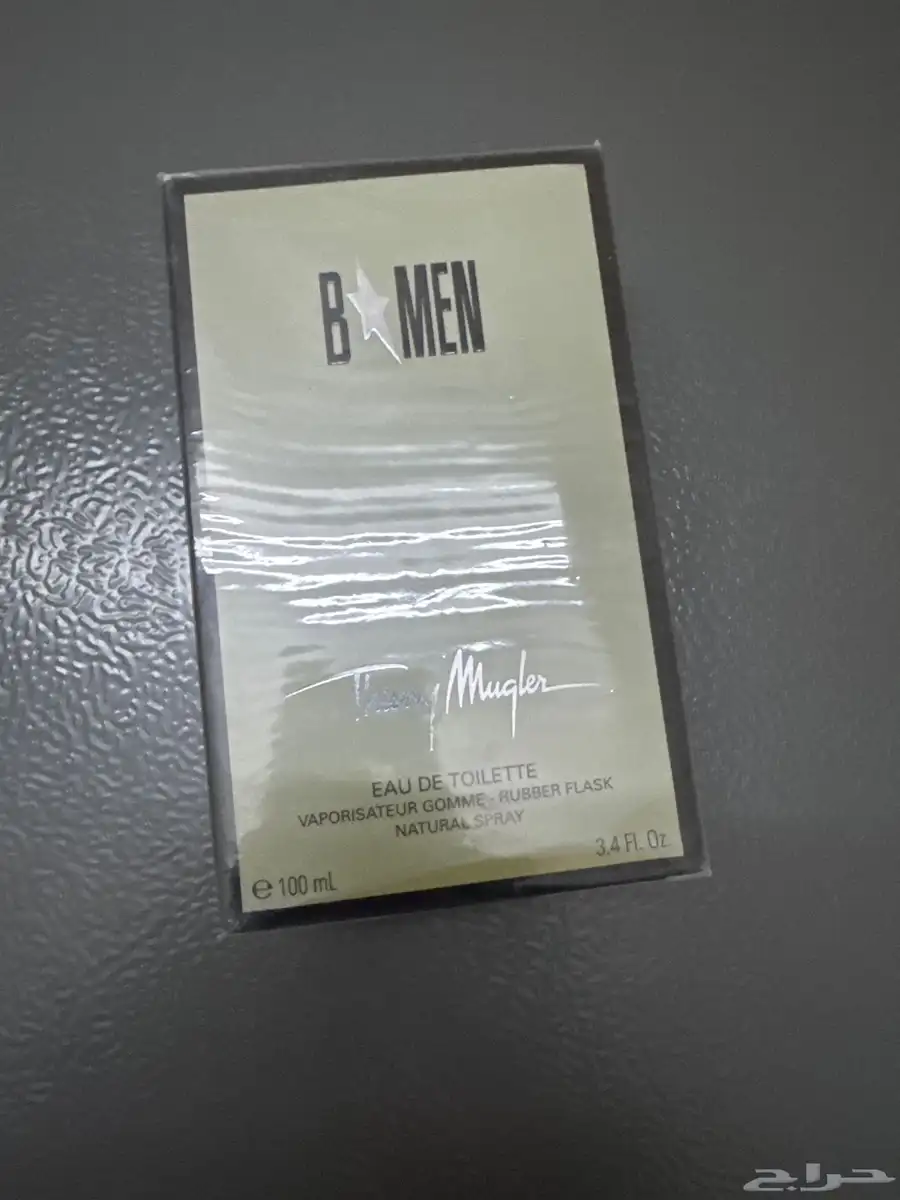 B MEN
Thierry Mugler
EAU DE TOILETTE
VAPORISATEUR GOMME - RUBBER FLASK
NATURAL SPRAY
3.4 Fl. Oz.
e 100 mL
حراج